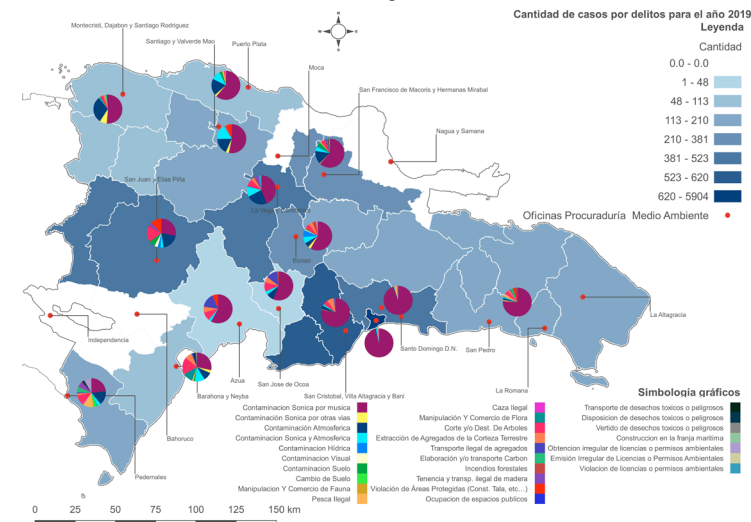 Cantidad de casos por delitos para el año 2019
Leyenda
Cantidad
0.0 - 0.0
1 - 48
48 - 113
113 - 210
210 - 381
381 - 523
523 - 620
620 - 5904
Oficinas Procuraduría Medio Ambiente
Montecristi, Dajabon y Santiago Rodriguez
Santiago y Valverde Mao
Puerto Plata
Moca
San Francisco de Macoris y Hermanas Mirabal
Nagua y Samana
San Juan y Elias Piña
La Vega
Bonao
La Altagracia
Independencia
Azua
San Jose de Ocoa
Santo Domingo D.N.
San Pedro
La Romana
Barahona y Neyba
San Cristobal, Villa Altagracia y Bani
Bahoruco
Pedernales
Simbología gráficos
Contaminacion Sonica por musica
Contaminación Sonica por otras vias
Contaminación Atmosferica
Contaminacion Sonica y Atmosferica
Contaminación Hídrica
Contaminacion Visual
Contaminacion Suelo
Cambio de Suelo
Manipulacion Y Comercio de Fauna
Pesca Ilegal
Caza Ilegal
Manipulación Y Comercio de Flora
Corte y/o Dest. De Arboles
Extracción de Agregados de la Corteza Terrestre
Transporte ilegal de agregados
Elaboración y/o transporte Carbon
Incendios forestales
Tenencia y transp. ilegal de madera
Violación de Áreas Protegidas (Const. Tala, etc...)
Ocupacion de espacios publicos
Transporte de desechos toxicos o peligrosos
Disposicion de desechos toxicos o peligrosos
Vertido de desechos toxicos o peligrosos
Construccion en la franja maritima
Obtencion irregular de licencias o permisos ambientales
Emisión Irregular de Licencias o Permisos Ambientales
Violacion de licencias o permisos ambientales
0 25 50 75 100 125 150 km